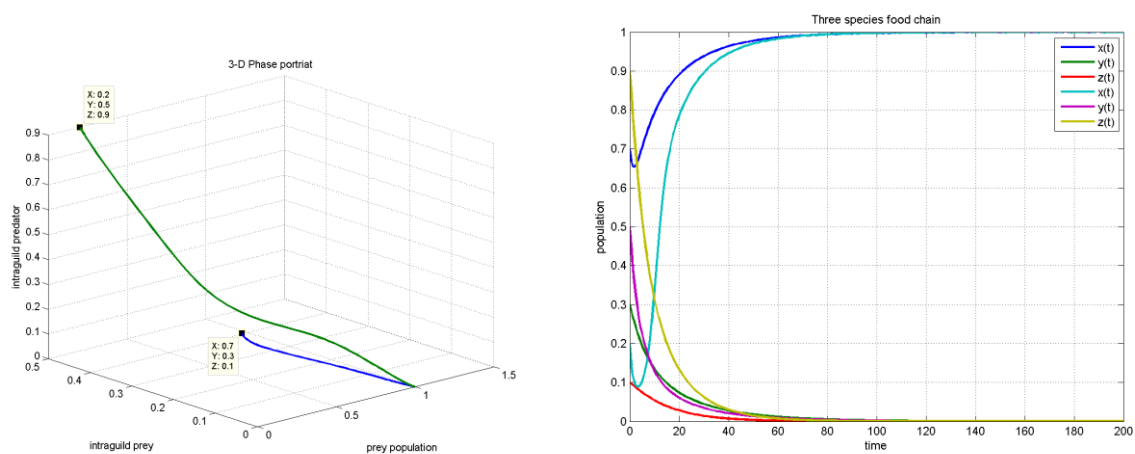 3-D Phase portriat
X: 0.2
Y: 0.5
Z: 0.9
0.9
0.8
0.7
0.6
0.5
0.4
0.3
0.2
0.1
0
intraguild predator
X: 0.7
Y: 0.3
Z: 0.1
0.5
0.4
0.3
0.2
0.1
0
intraguild prey
0
0.5
1
1.5
prey population
Three species food chain
1
0.9
0.8
0.7
0.6
0.5
0.4
0.3
0.2
0.1
0
population
x(t)
y(t)
z(t)
x(t)
y(t)
z(t)
0 20 40 60 80 100 120 140 160 180 200
time